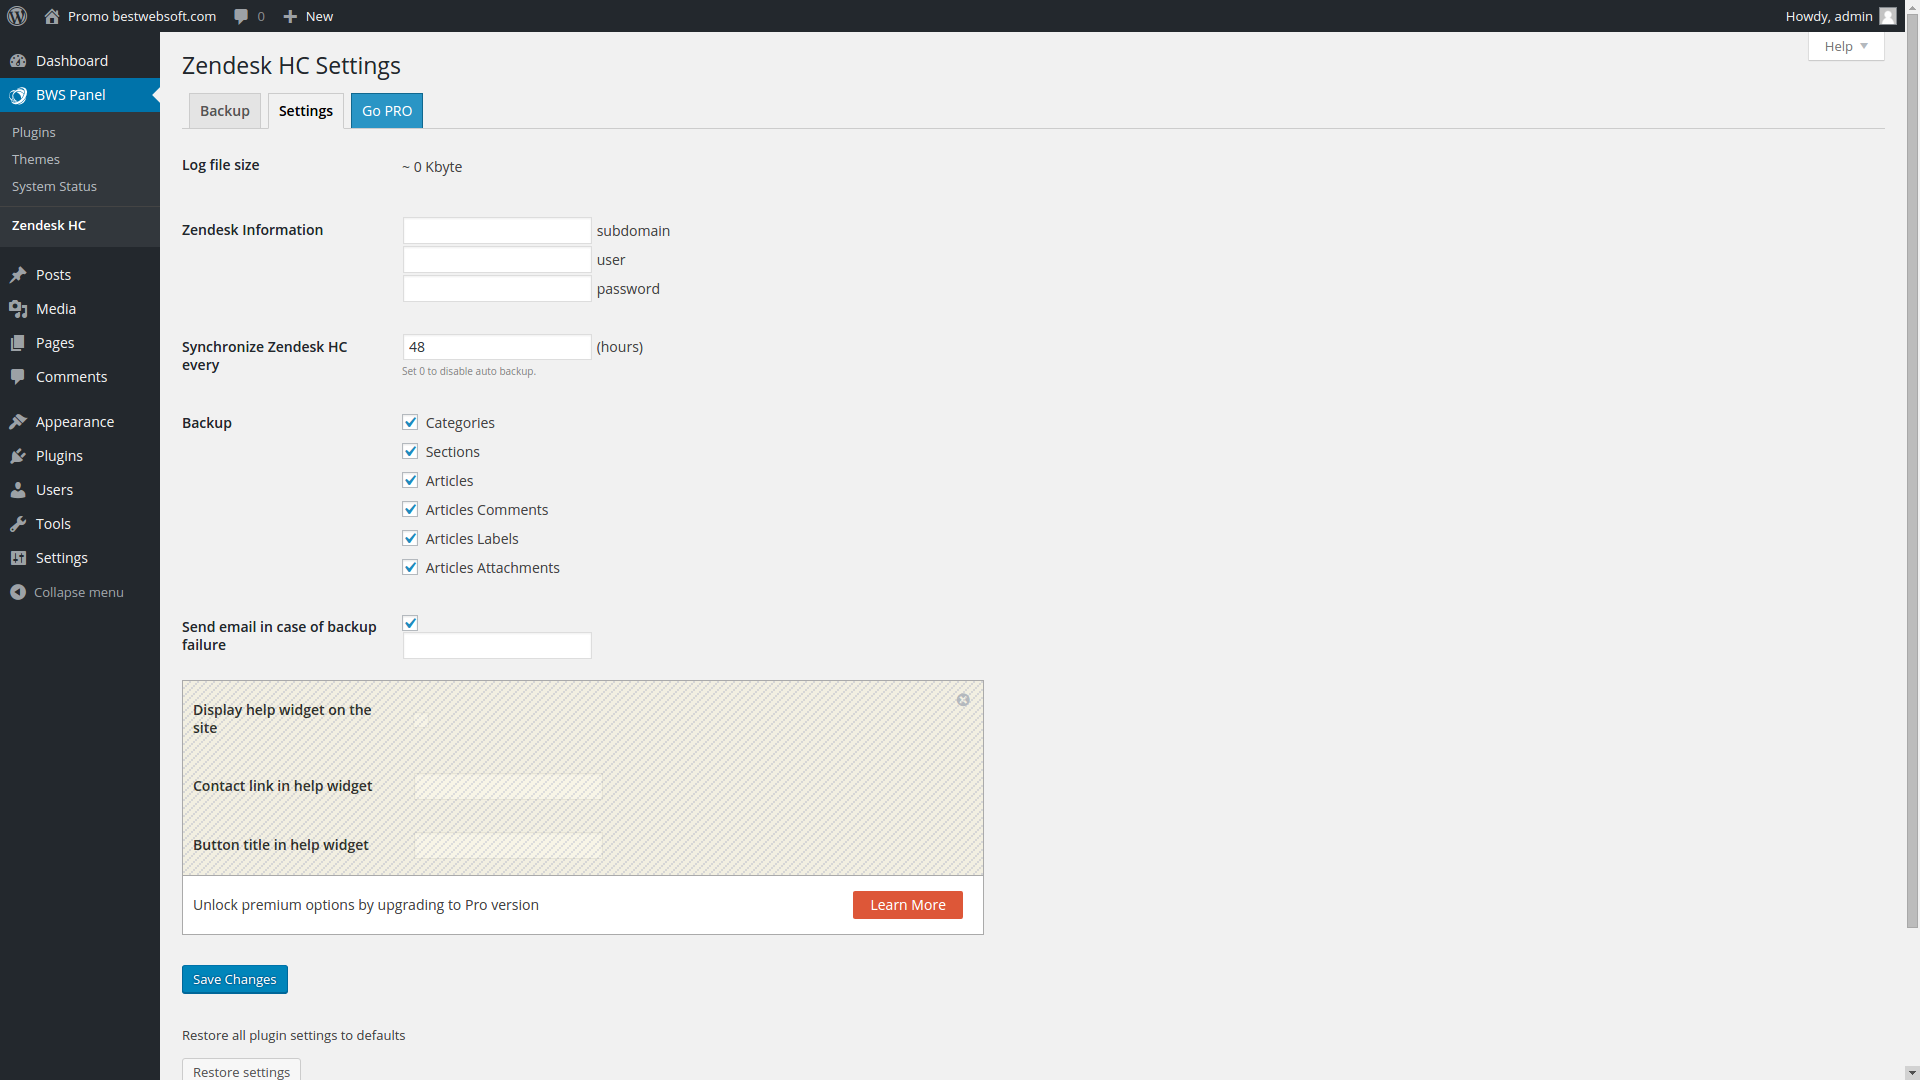 Promo bestwebsoft.com 0 New Howdy, admin
Help
Dashboard
BWS Panel
Plugins
Themes
System Status
Zendesk HC
Posts
Media
Pages
Comments
Appearance
Plugins
Users
Tools
Settings
Collapse menu
Zendesk HC Settings
Backup Settings Go PRO
Log file size ~ 0 Kbyte
Zendesk Information subdomain
user
password
Synchronize Zendesk HC
every
48 (hours)
Set 0 to disable auto backup.
Backup Categories
Sections
Articles
Articles Comments
Articles Labels
Articles Attachments
Send email in case of backup
failure
Display help widget on the
site
Contact link in help widget
Button title in help widget
Unlock premium options by upgrading to Pro version Learn More
Save Changes
Restore all plugin settings to defaults
Restore settings